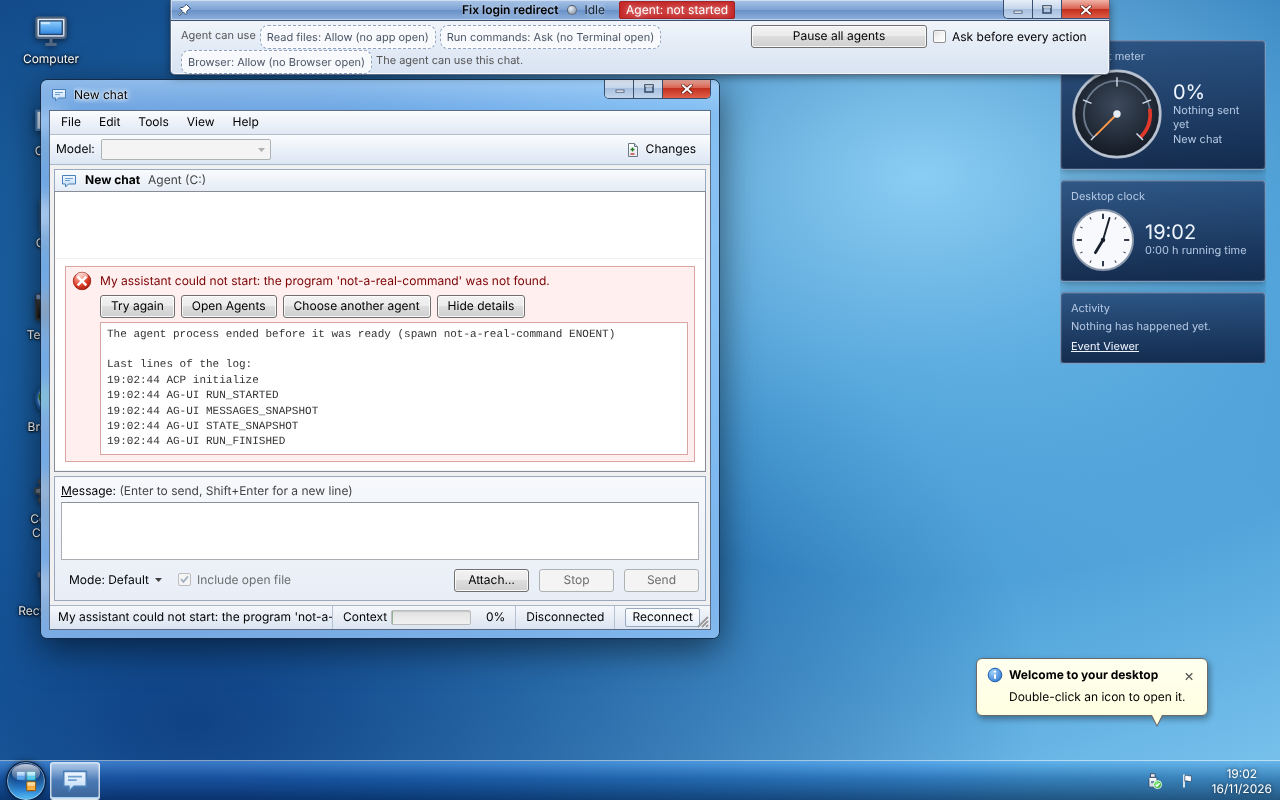 Fix login redirect Idle Agent: not started
Agent can use Read files: Allow (no app open) Run commands: Ask (no Terminal open)
Browser: Allow (no Browser open) The agent can use this chat.
Pause all agents Ask before every action
Computer
New chat
File Edit Tools View Help
Model: Changes
New chat Agent (C:)
My assistant could not start: the program 'not-a-real-command' was not found.
Try again Open Agents Choose another agent Hide details
The agent process ended before it was ready (spawn not-a-real-command ENOENT)
Last lines of the log:
19:02:44 ACP initialize
19:02:44 AG-UI RUN_STARTED
19:02:44 AG-UI MESSAGES_SNAPSHOT
19:02:44 AG-UI STATE_SNAPSHOT
19:02:44 AG-UI RUN_FINISHED
Message: (Enter to send, Shift+Enter for a new line)
Mode: Default Include open file Attach... Stop Send
My assistant could not start: the program 'not-a- Context 0% Disconnected Reconnect
meter
0%
Nothing sent
yet
New chat
Desktop clock
19:02
0:00 h running time
Activity
Nothing has happened yet.
Event Viewer
Welcome to your desktop
Double-click an icon to open it.
19:02
16/11/2026